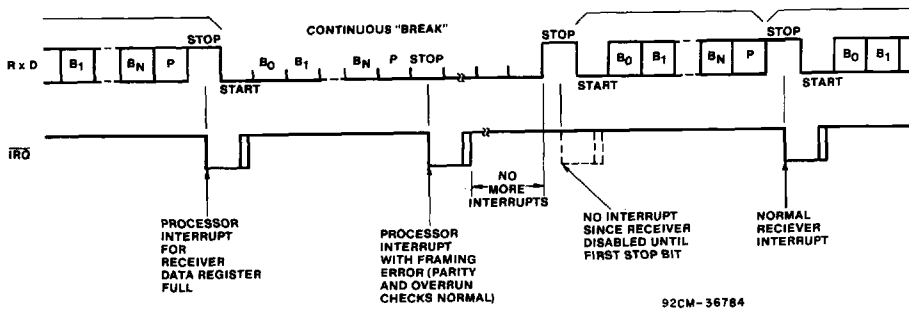 CONTINUOUS "BREAK"
STOP
STOP
STOP
R x D
B1
BN
P
B0
B1
BN
P
STOP
B0
B1
BN
P
B0
B1
START
START
START
IRQ
NO
MORE
INTERRUPTS
PROCESSOR
INTERRUPT
FOR
RECEIVER
DATA REGISTER
FULL
PROCESSOR
INTERRUPT
WITH FRAMING
ERROR (PARITY
AND OVERRUN
CHECKS NORMAL)
NO INTERRUPT
SINCE RECEIVER
DISABLED UNTIL
FIRST STOP BIT
NORMAL
RECIEVER
INTERRUPT
92CM-36784